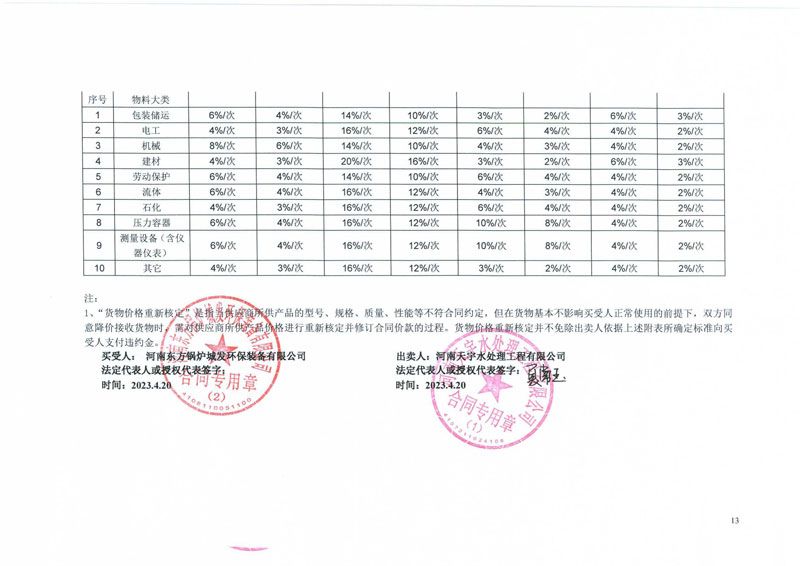 序号 物料大类
1 包装储运 6%/次 4%/次 14%/次 10%/次 3%/次 2%/次 6%/次 3%/次
2 电工 4%/次 3%/次 16%/次 12%/次 6%/次 4%/次 4%/次 2%/次
3 机械 8%/次 6%/次 14%/次 10%/次 4%/次 3%/次 4%/次 2%/次
4 建材 4%/次 3%/次 20%/次 16%/次 3%/次 2%/次 6%/次 3%/次
5 劳动保护 6%/次 4%/次 14%/次 10%/次 6%/次 4%/次 4%/次 2%/次
6 流体 6%/次 4%/次 16%/次 12%/次 4%/次 3%/次 4%/次 2%/次
7 石化 4%/次 3%/次 16%/次 12%/次 6%/次 4%/次 4%/次 2%/次
8 压力容器 6%/次 4%/次 16%/次 12%/次 10%/次 8%/次 4%/次 2%/次
9 测量设备（含仪器仪表） 6%/次 4%/次 16%/次 12%/次 10%/次 8%/次 4%/次 2%/次
10 其它 4%/次 3%/次 16%/次 12%/次 3%/次 2%/次 4%/次 2%/次
注：
1、“货物价格重新核定”是指当供应商所供产品的型号、规格、质量、性能等不符合同约定，但在货物基本不影响买受人正常使用的前提下，双方同
意降价接收货物时，需对供应商所供产品价格进行重新核定并修订合同价款的过程。货物价格重新核定并不免除出卖人依据上述附表所确定标准向买
受人支付违约金。
买受人：河南东方锅炉城发环保装备有限公司
法定代表人或授权代表签字：
时间：2023.4.20
合同专用章
(2)
4108110051100
出卖人：河南天宇水处理工程有限公司
法定代表人或授权代表签字：
时间：2023.4.20
合同专用章
(1)
13